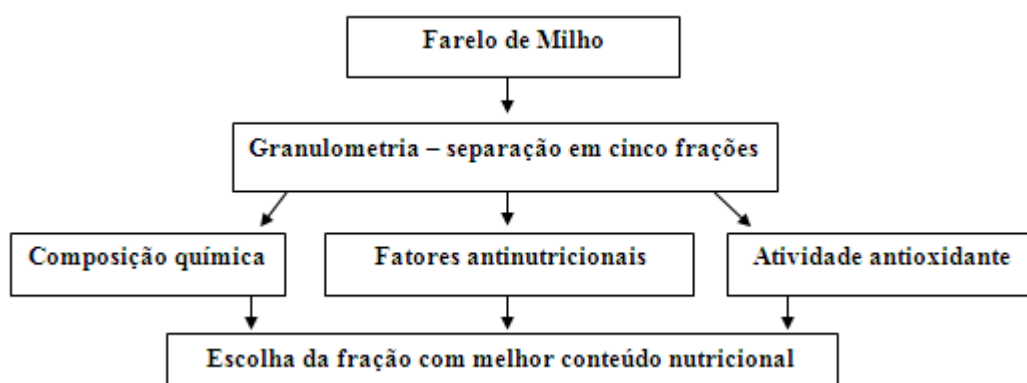 Farelo de Milho
Granulometria – separação em cinco frações
Composição química
Fatores antinutricionais
Atividade antioxidante
Escolha da fração com melhor conteúdo nutricional